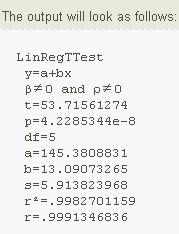 The output will look as follows:
LinRegTTest
y=a+bx
β≠0 and ρ≠0
t=53.71561274
p=4.2285344e-8
df=5
a=145.3808831
b=13.09073265
s=5.913823968
r²=.9982701159
r=.9991346836